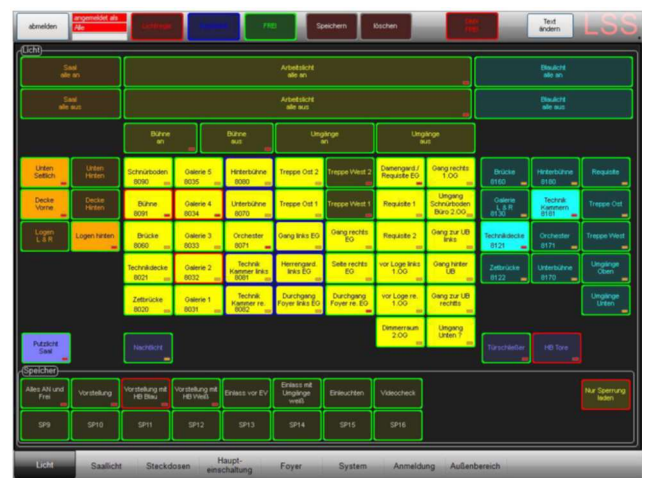 abmelden
angemeldet als
Alle
FREI
Speichern
löschen
Text
ändern
LSS
Licht
Saal
alle an
Arbeitslicht
alle an
Blaulicht
alle an
Saal
alle aus
Arbeitslicht
alle aus
Blaulicht
alle aus
Bühne
an
Bühne
aus
Umgänge
an
Umgänge
aus
Unten
Seitlich
Unten
Hinten
Schnürboden
8090
Galerie 5
8035
Hinterbühne
8080
Treppe Ost 2
Treppe West 2
Damengard./
Requisite EG
Gang rechts
1.OG
Brücke
8160
Hinterbühne
8180
Requisite
Decke
Vorne
Decke
Hinten
Bühne
8091
Galerie 4
8034
Unterbühne
8070
Treppe Ost 1
Treppe West 1
Requisite 1
Umgang
Schnürboden
Büro 2.OG
Galerie
L & R
8130
Technik
Kammern
8181
Treppe Ost
Logen
L & R
Logen hinten
Brücke
8060
Galerie 3
8033
Orchester
8071
Gang links EG
Gang rechts
EG
Requisite 2
Gang zur UB
links
Technikdecke
8121
Orchester
8171
Treppe West
Technikdecke
8021
Galerie 2
8032
Technik
Kammer links
8081
Herrengard.
links EG
Seite rechts
EG
vor Loge links
1.OG
Gang hinter
UB
Zellbrücke
8122
Unterbühne
8170
Umgänge
Oben
Zellbrücke
8020
Galerie 1
8031
Technik
Kammer re.
8082
Durchgang
Foyer links EG
Durchgang
Foyer re. EG
vor Loge re.
1.OG
Gang zur UB
rechts
Umgänge
Unten
Dimmerraum
2.OG
Umgang
Unten ?
Putzlicht
Saal
Nachtlicht
Türschließer
HB Tore
Speicher
Alles AN und
Frei
Vorstellung
Vorstellung mit
HB Blau
Vorstellung mit
HB Weiß
Einlass vor EV
Einlass mit
Umgänge
weiß
Einleuchten
Videocheck
Nur Sperrung
laden
SP9
SP10
SP11
SP12
SP13
SP14
SP15
SP16
Licht
Saallicht
Stackdosen
Haupt-
einschaltung
Foyer
System
Anmeldung
Außenbereich